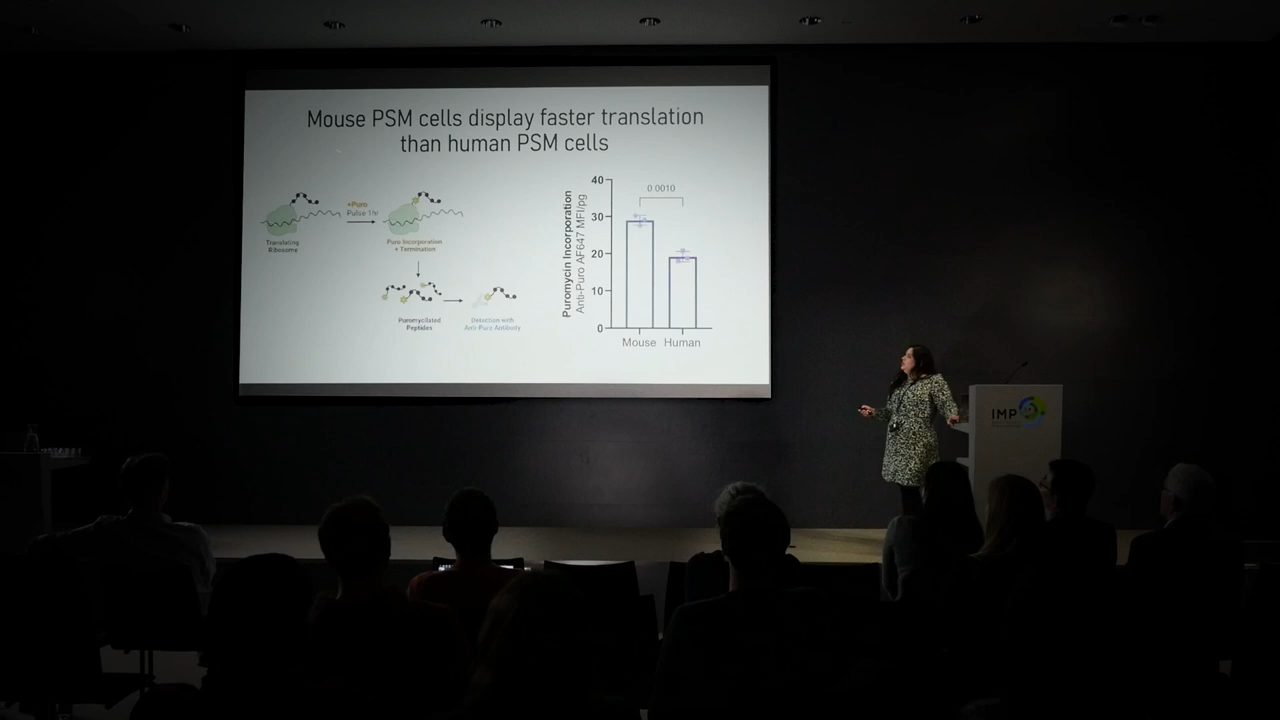 Mouse PSM cells display faster translation
than human PSM cells
+Puro
Pulse 1hr
Translating
Ribosome
Puro Incorporation
+ Termination
Puromycilated
Peptides
Detection with
Anti Puro Antibody
Puromycin Incorporation
Anti-Puro AF647 MFI/pg
40
30
20
10
0
0.0010
Mouse Human
IMP